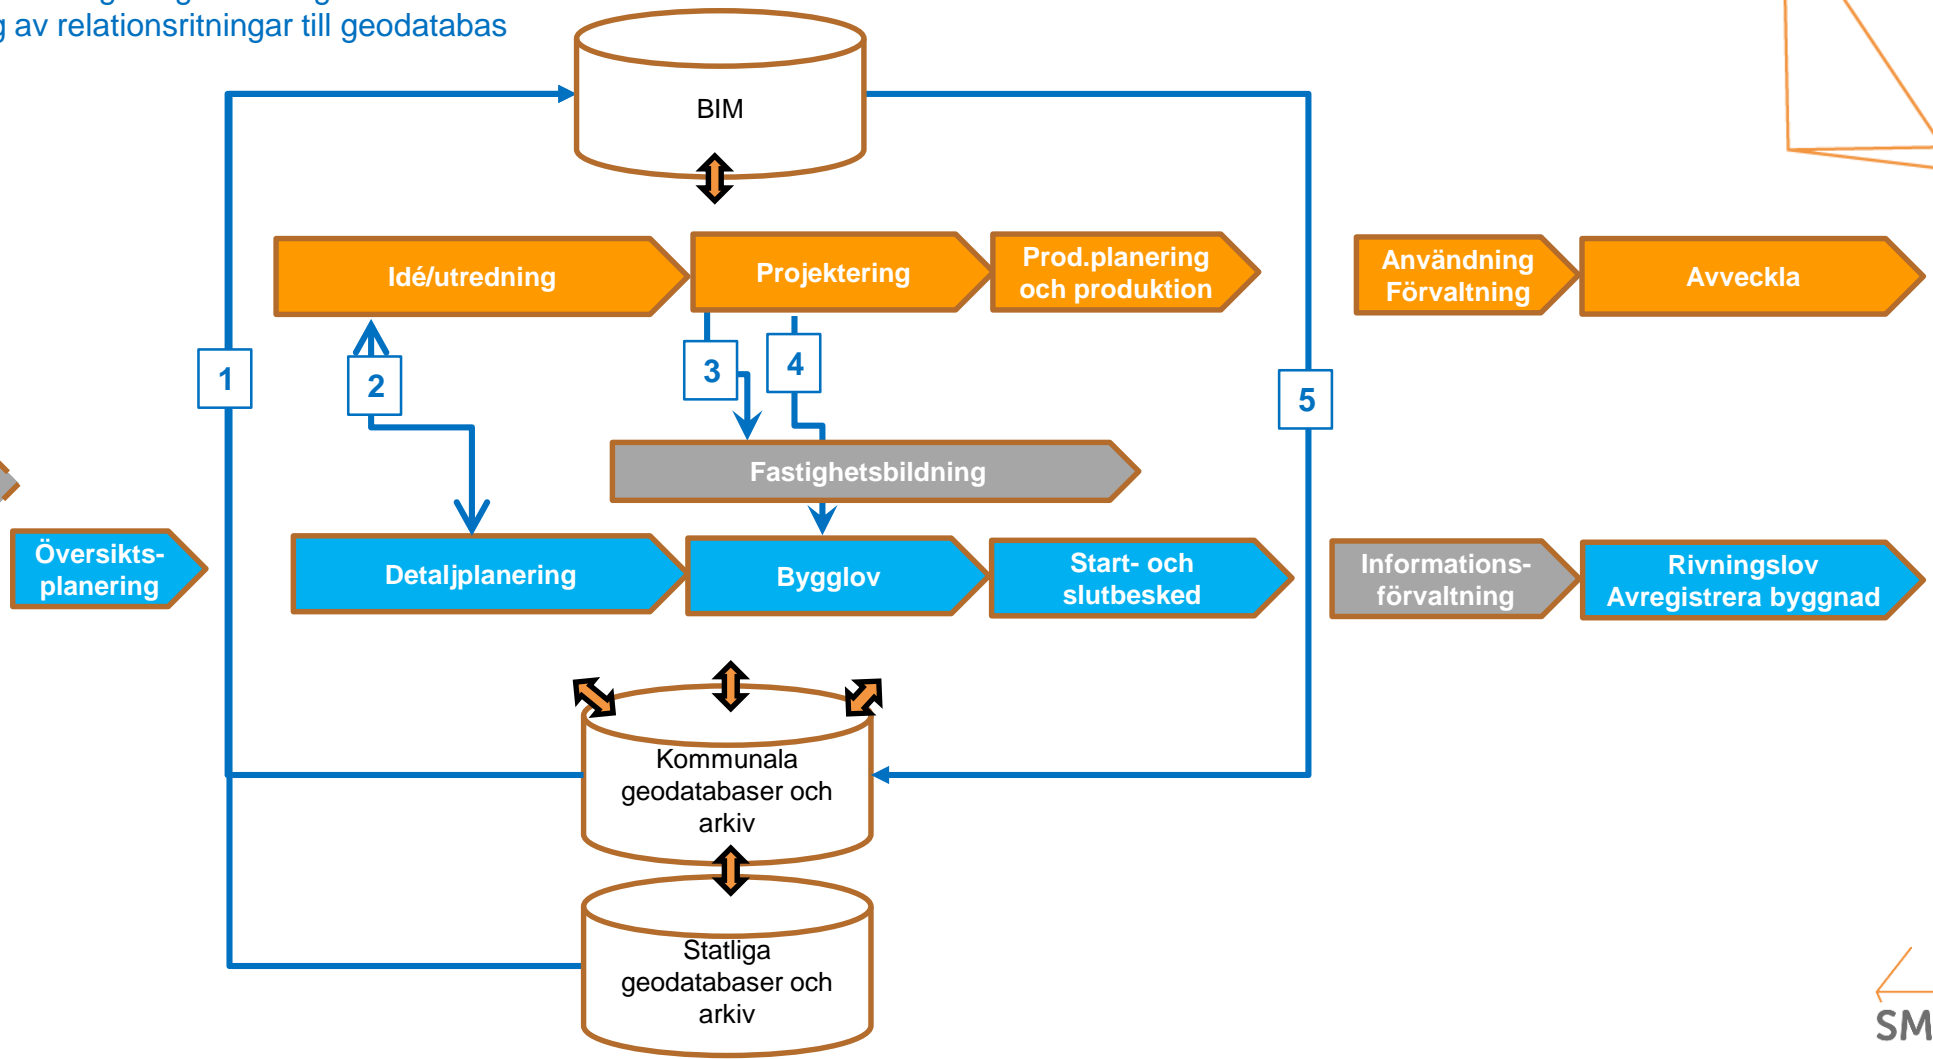 av relationsritningar till geodatabas
BIM
Idé/utredning
Projektering
Prod.planering
och produktion
Användning
Förvaltning
Avveckla
1
2
3
4
5
Fastighetsbildning
Översikts-
planering
Detaljplanering
Bygglov
Start- och
slutbesked
Informations-
förvaltning
Rivningslov
Avregistrera byggnad
Kommunala
geodatabaser och
arkiv
Statliga
geodatabaser och
arkiv
SM